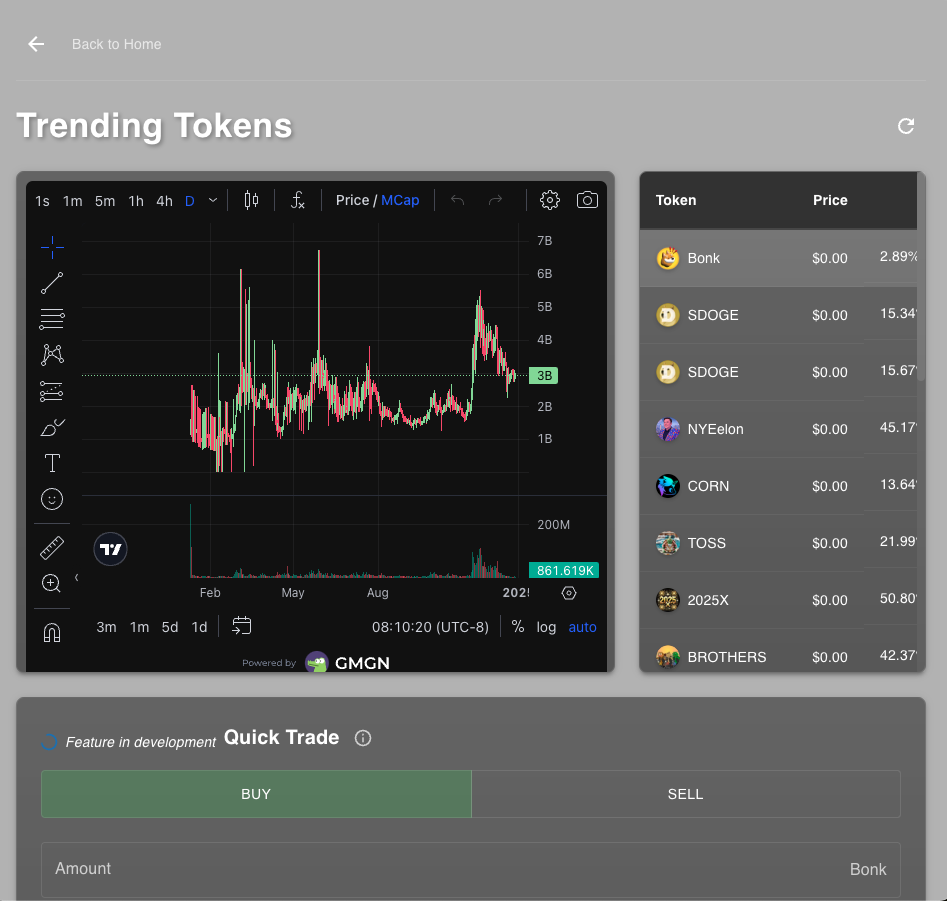 Back to Home
Trending Tokens
1s 1m 5m 1h 4h D Price / MCap
7B
6B
5B
4B
3B
2B
1B
200M
861.619K
Feb May Aug 2025
3m 1m 5d 1d 08:10:20 (UTC-8) % log auto
Powered by GMGN
Token Price
Bonk $0.00 2.89%
SDOGE $0.00 15.34%
SDOGE $0.00 15.67%
NYEelon $0.00 45.17%
CORN $0.00 13.64%
TOSS $0.00 21.99%
2025X $0.00 50.80%
BROTHERS $0.00 42.37%
Feature in development Quick Trade
BUY SELL
Amount Bonk